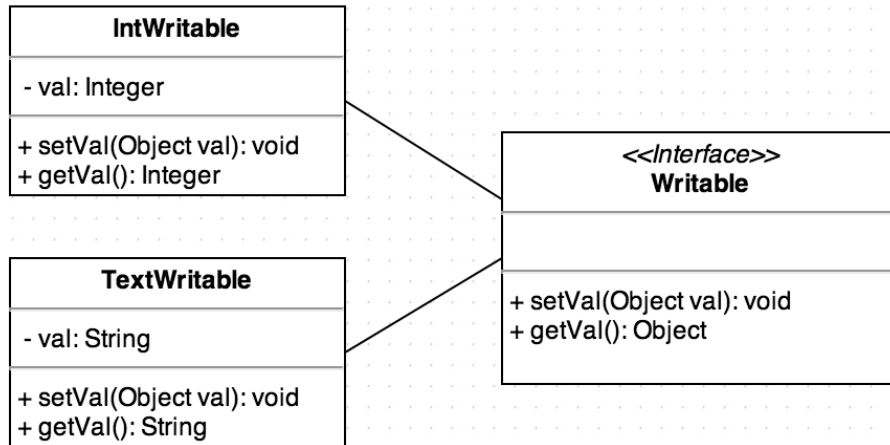 IntWritable
- val: Integer
+ setVal(Object val): void
+ getVal(): Integer
<<Interface>>
Writable
+ setVal(Object val): void
+ getVal(): Object
TextWritable
- val: String
+ setVal(Object val): void
+ getVal(): String